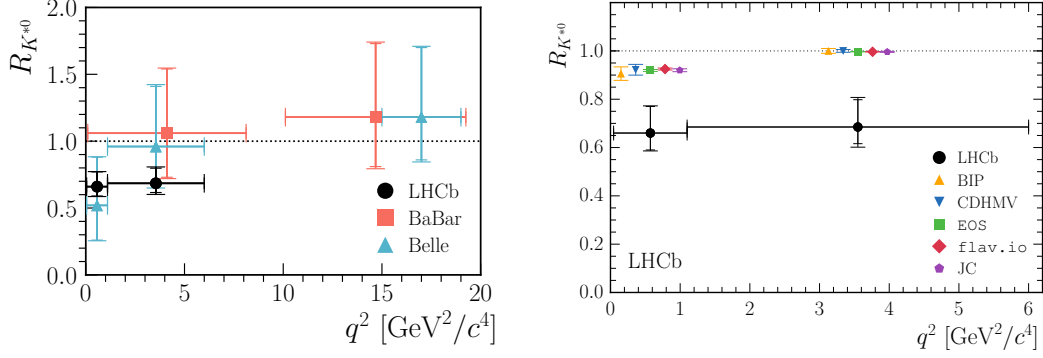 R_{K^{*0}}
2.0
1.5
1.0
0.5
0.0
0 5 10 15 20
q^2 [GeV^2/c^4]
LHCb
BaBar
Belle
R_{K^{*0}}
1.0
0.8
0.6
0.4
0.2
0.0
0 1 2 3 4 5 6
q^2 [GeV^2/c^4]
LHCb
BIP
CDHMV
EOS
flav.io
JC
LHCb